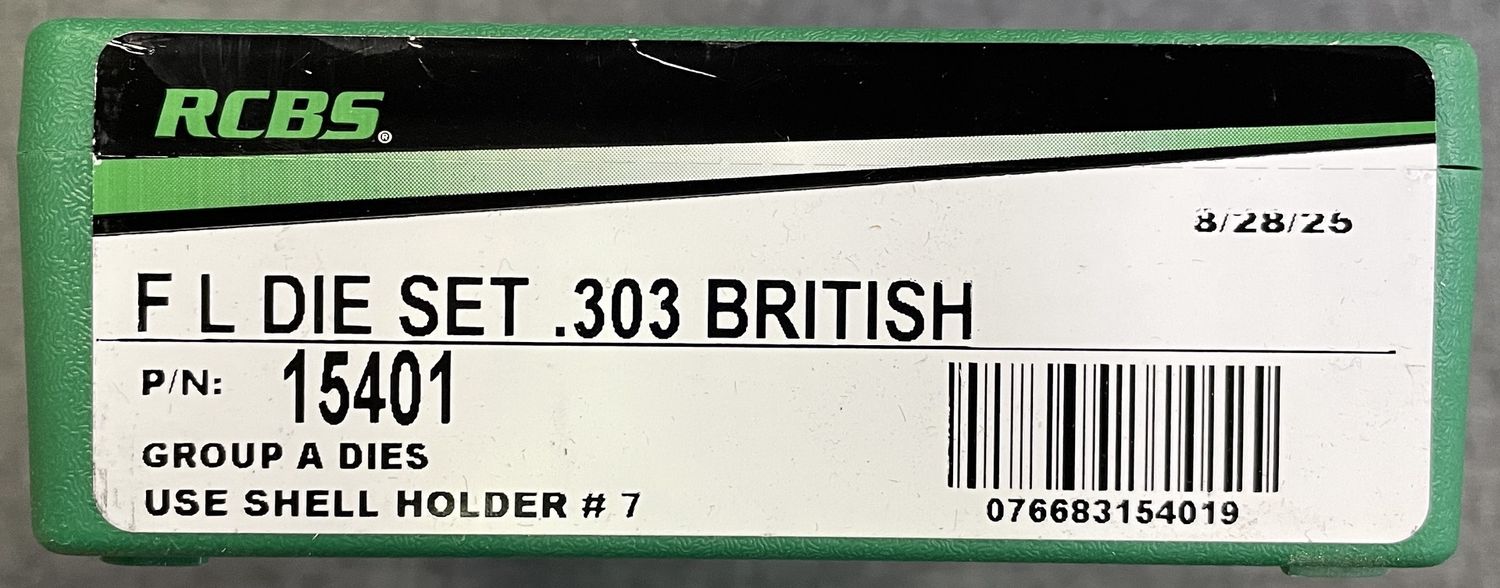 RCBS®
8/28/25
F L DIE SET .303 BRITISH
P/N: 15401
GROUP A DIES
USE SHELL HOLDER # 7
076683154019